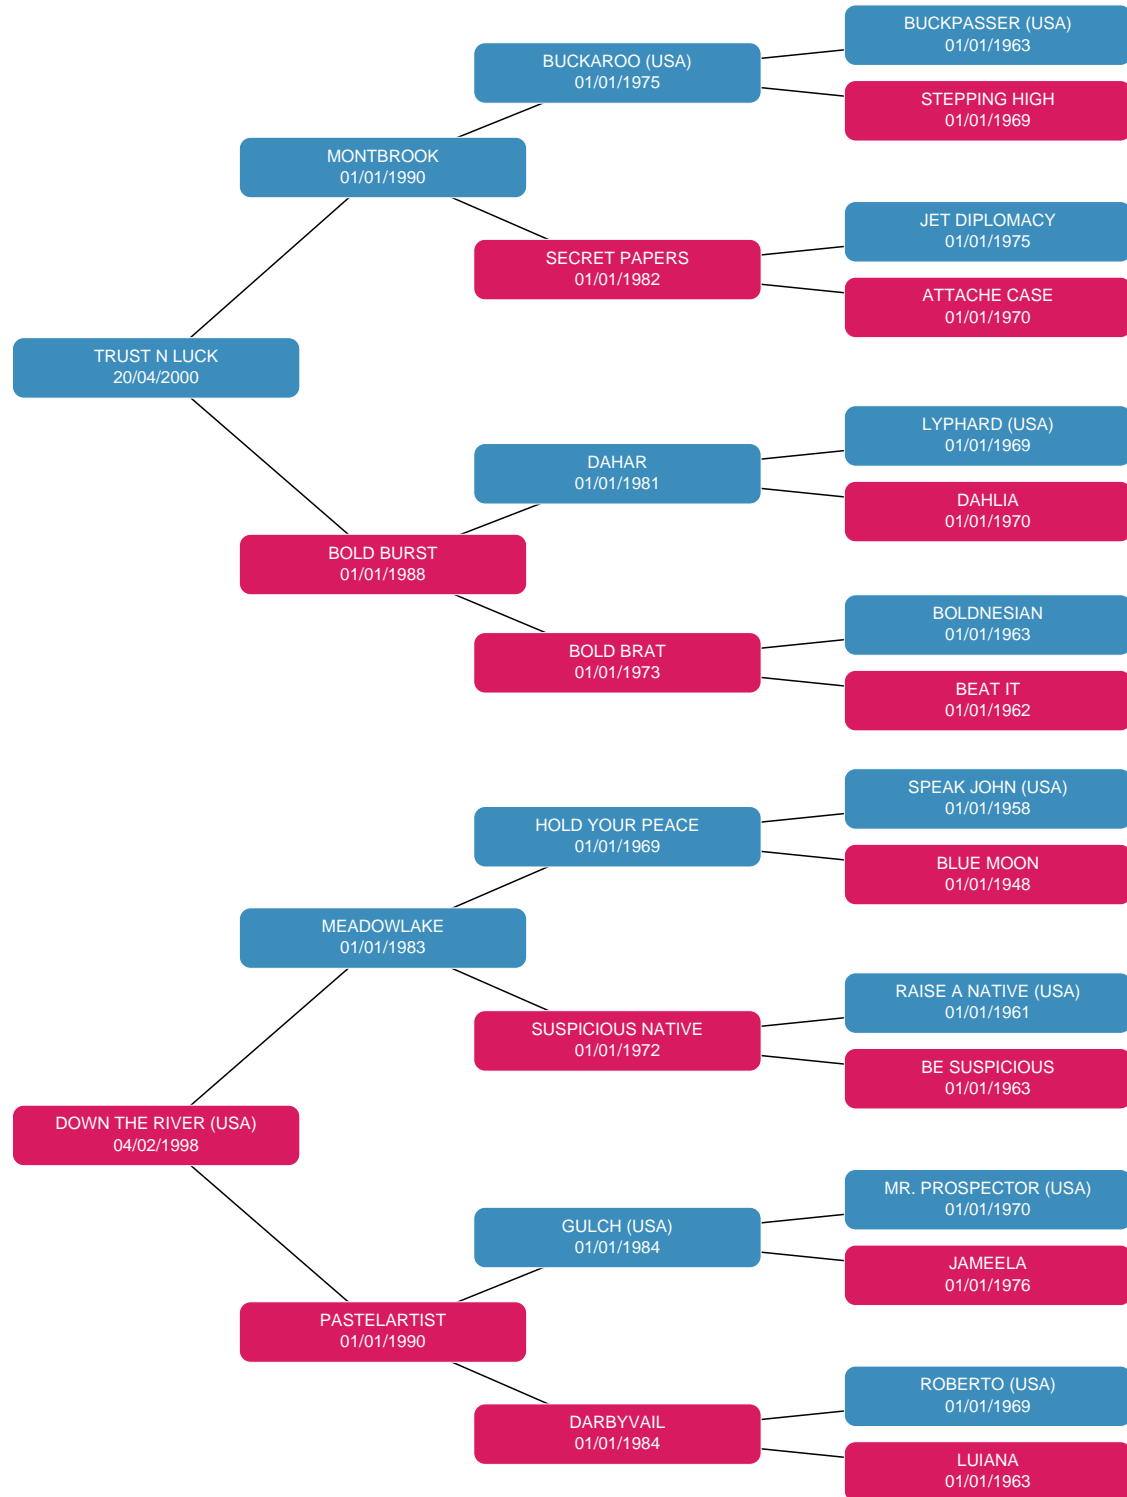 BUCKPASSER (USA)
01/01/1963
BUCKAROO (USA)
01/01/1975
STEPPING HIGH
01/01/1969
MONTBROOK
01/01/1990
JET DIPLOMACY
01/01/1975
SECRET PAPERS
01/01/1982
ATTACHE CASE
01/01/1970
TRUST N LUCK
20/04/2000
LYPHARD (USA)
01/01/1969
DAHAR
01/01/1981
DAHLIA
01/01/1970
BOLD BURST
01/01/1988
BOLDNESIAN
01/01/1963
BOLD BRAT
01/01/1973
BEAT IT
01/01/1962
SPEAK JOHN (USA)
01/01/1958
HOLD YOUR PEACE
01/01/1969
BLUE MOON
01/01/1948
MEADOWLAKE
01/01/1983
RAISE A NATIVE (USA)
01/01/1961
SUSPICIOUS NATIVE
01/01/1972
BE SUSPICIOUS
01/01/1963
DOWN THE RIVER (USA)
04/02/1998
MR. PROSPECTOR (USA)
01/01/1970
GULCH (USA)
01/01/1984
JAMEELA
01/01/1976
PASTELARTIST
01/01/1990
ROBERTO (USA)
01/01/1969
DARBYVAIL
01/01/1984
LUIANA
01/01/1963